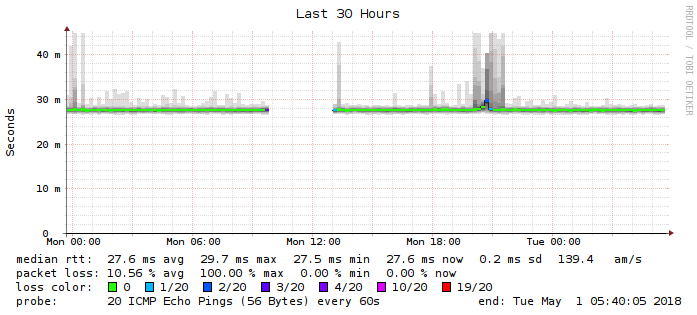 Last 30 Hours
RRDTOOL / TOBI OETIKER
Seconds
40 m
30 m
20 m
10 m
0
Mon 00:00 Mon 06:00 Mon 12:00 Mon 18:00 Tue 00:00
median rtt: 27.6 ms avg 29.7 ms max 27.5 ms min 27.6 ms now 0.2 ms sd 139.4 am/s
packet loss: 10.56 % avg 100.00 % max 0.00 % min 0.00 % now
loss color: 0 1/20 2/20 3/20 4/20 10/20 19/20
probe: 20 ICMP Echo Pings (56 Bytes) every 60s end: Tue May 1 05:40:05 2018